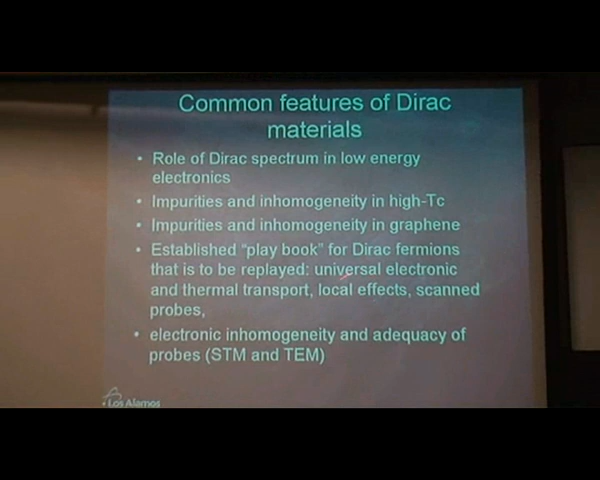 Common features of Dirac
materials
• Role of Dirac spectrum in low energy
electronics
• Impurities and inhomogeneity in high-Tc
• Impurities and inhomogeneity in graphene
• Established "play book" for Dirac fermions
that is to be replayed: universal electronic
and thermal transport, local effects, scanned
probes,
• electronic inhomogeneity and adequacy of
probes (STM and TEM)
Los Alamos